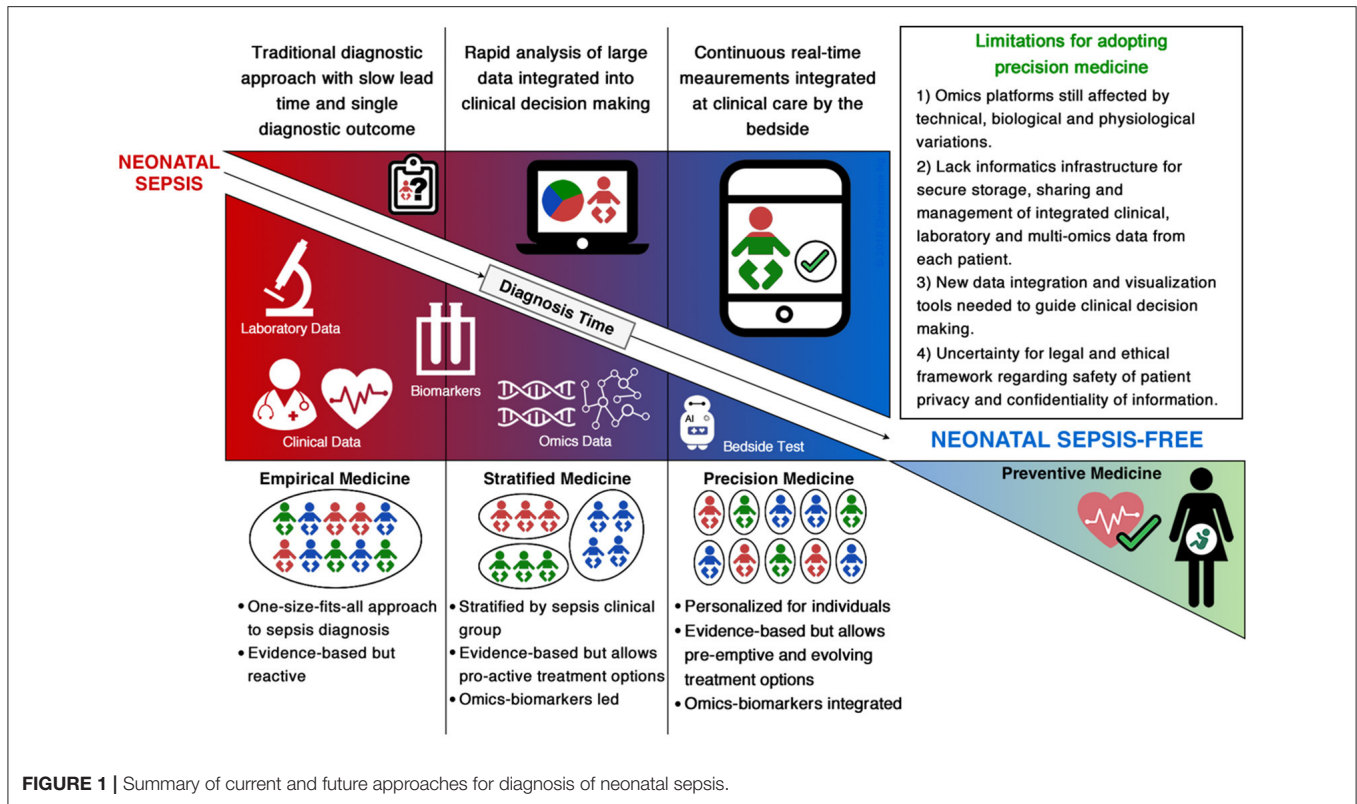 Traditional diagnostic
approach with slow lead
time and single
diagnostic outcome
Rapid analysis of large
data integrated into
clinical decision making
Continuous real-time
meaurements integrated
at clinical care by the
bedside
Limitations for adopting
precision medicine
1) Omics platforms still affected by
technical, biological and physiological
variations.
2) Lack informatics infrastructure for
secure storage, sharing and
management of integrated clinical,
laboratory and multi-omics data from
each patient.
3) New data integration and visualization
tools needed to guide clinical decision
making.
4) Uncertainty for legal and ethical
framework regarding safety of patient
privacy and confidentiality of information.
NEONATAL
SEPSIS
?
Diagnosis Time
Laboratory Data
Biomarkers
Clinical Data
Omics Data
AI
Bedside Test
NEONATAL SEPSIS-FREE
Preventive Medicine
Empirical Medicine
• One-size-fits-all approach
to sepsis diagnosis
• Evidence-based but
reactive
Stratified Medicine
• Stratified by sepsis clinical
group
• Evidence-based but allows
pro-active treatment options
• Omics-biomarkers led
Precision Medicine
• Personalized for individuals
• Evidence-based but allows
pre-emptive and evolving
treatment options
• Omics-biomarkers integrated
FIGURE 1 | Summary of current and future approaches for diagnosis of neonatal sepsis.